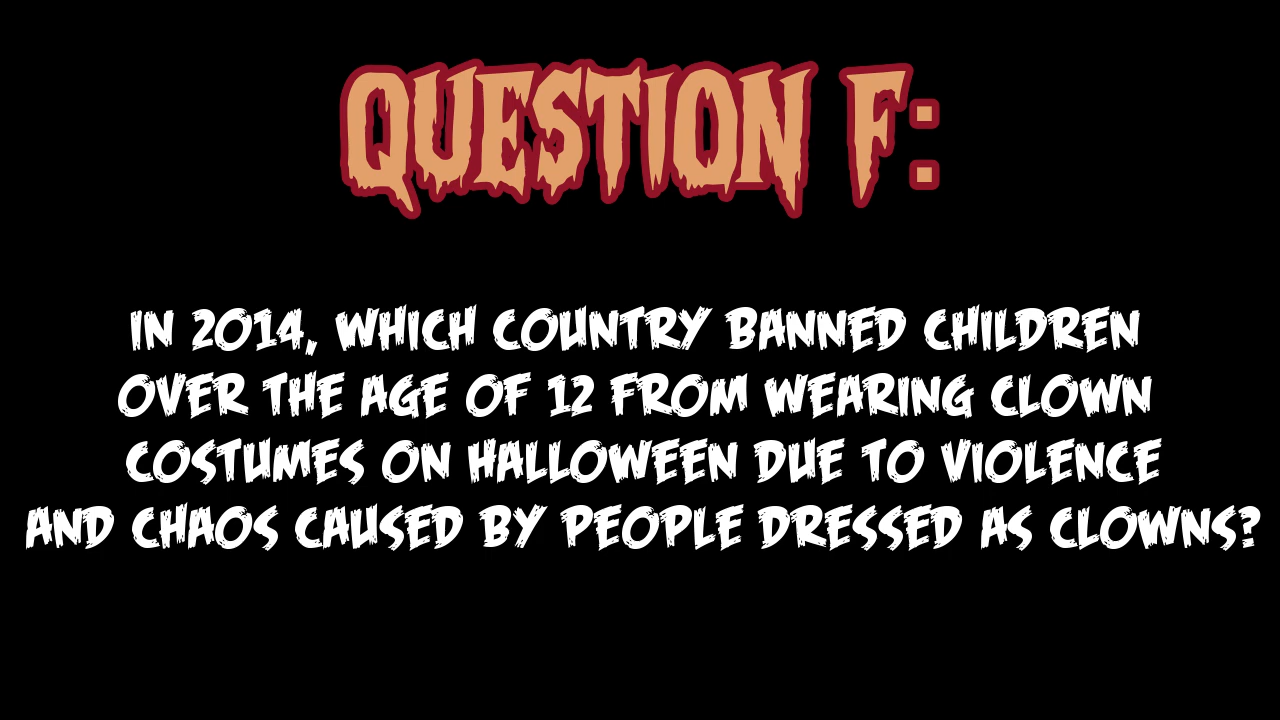 QUESTION F:
IN 2014, WHICH COUNTRY BANNED CHILDREN
OVER THE AGE OF 12 FROM WEARING CLOWN
COSTUMES ON HALLOWEEN DUE TO VIOLENCE
AND CHAOS CAUSED BY PEOPLE DRESSED AS CLOWNS?